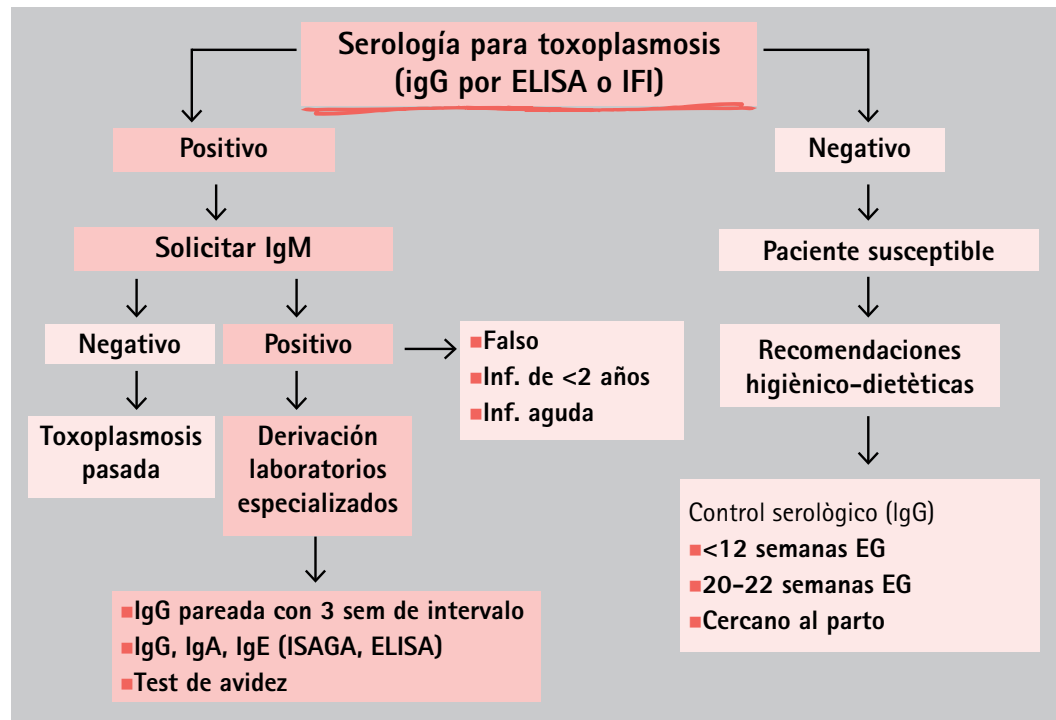 Serología para toxoplasmosis
(igG por ELISA o IFI)
Positivo
Negativo
Solicitar IgM
Paciente susceptible
Negativo
Positivo
■Falso
■Inf. de <2 años
■Inf. aguda
Recomendaciones
higiènico-dietèticas
Toxoplasmosis
pasada
Derivación
laboratorios
especializados
Control serològico (IgG)
■<12 semanas EG
■20-22 semanas EG
■Cercano al parto
■IgG pareada con 3 sem de intervalo
■IgG, IgA, IgE (ISAGA, ELISA)
■Test de avidez